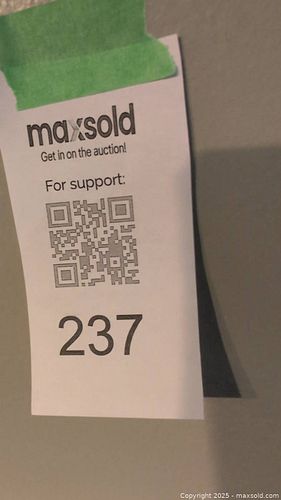 maxsold
Get in on the auction!
For support:
237
Copyright 2025 - maxsold.com